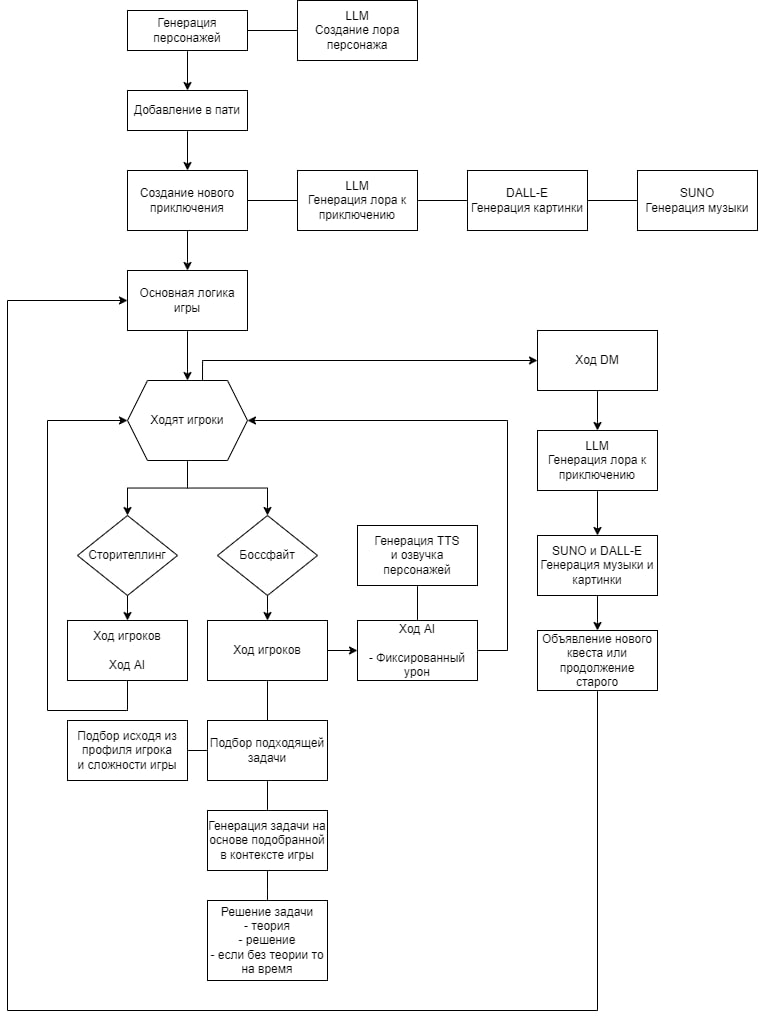 Генерация
персонажей
LLM
Создание лора
персонажа
Добавление в пати
Создание нового
приключения
LLM
Генерация лора к
приключению
DALL-E
Генерация картинки
SUNO
Генерация музыки
Основная логика
игры
Ход DM
Ходят игроки
LLM
Генерация лора к
приключению
Сторителлинг
Боссфайт
Генерация TTS
и озвучка
персонажей
SUNO и DALL-E
Генерация музыки и
картинки
Ход игроков
Ход AI
Ход игроков
Ход AI
- Фиксированный
урон
Объявление нового
квеста или
продолжение
старого
Подбор исходя из
профиля игрока
и сложности игры
Подбор подходящей
задачи
Генерация задачи на
основе подобранной
в контексте игры
Решение задачи
- теория
- решение
- если без теории то
на время